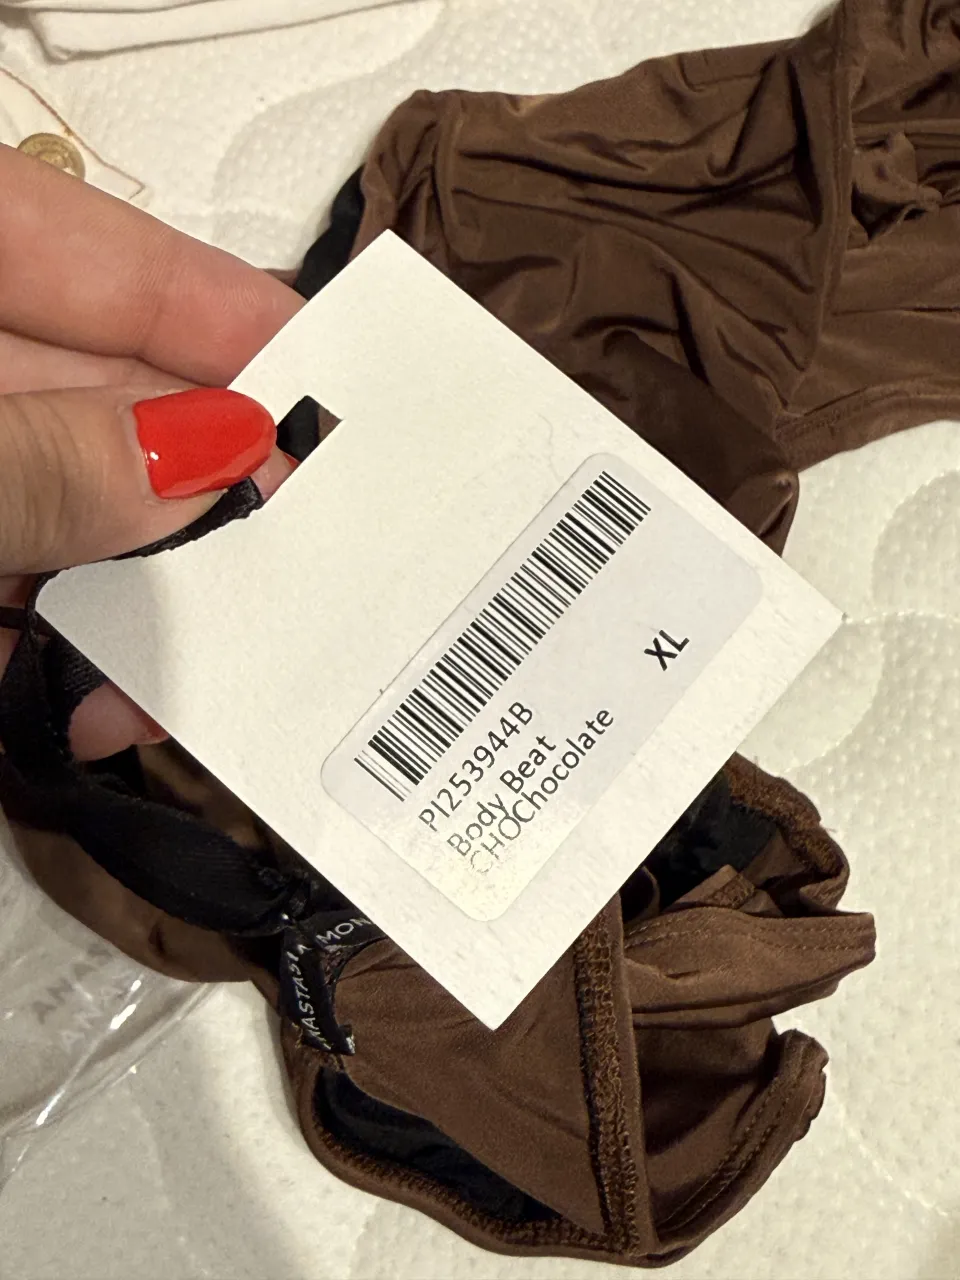 PI253944B
Body Beat
CHOChocolate
XL